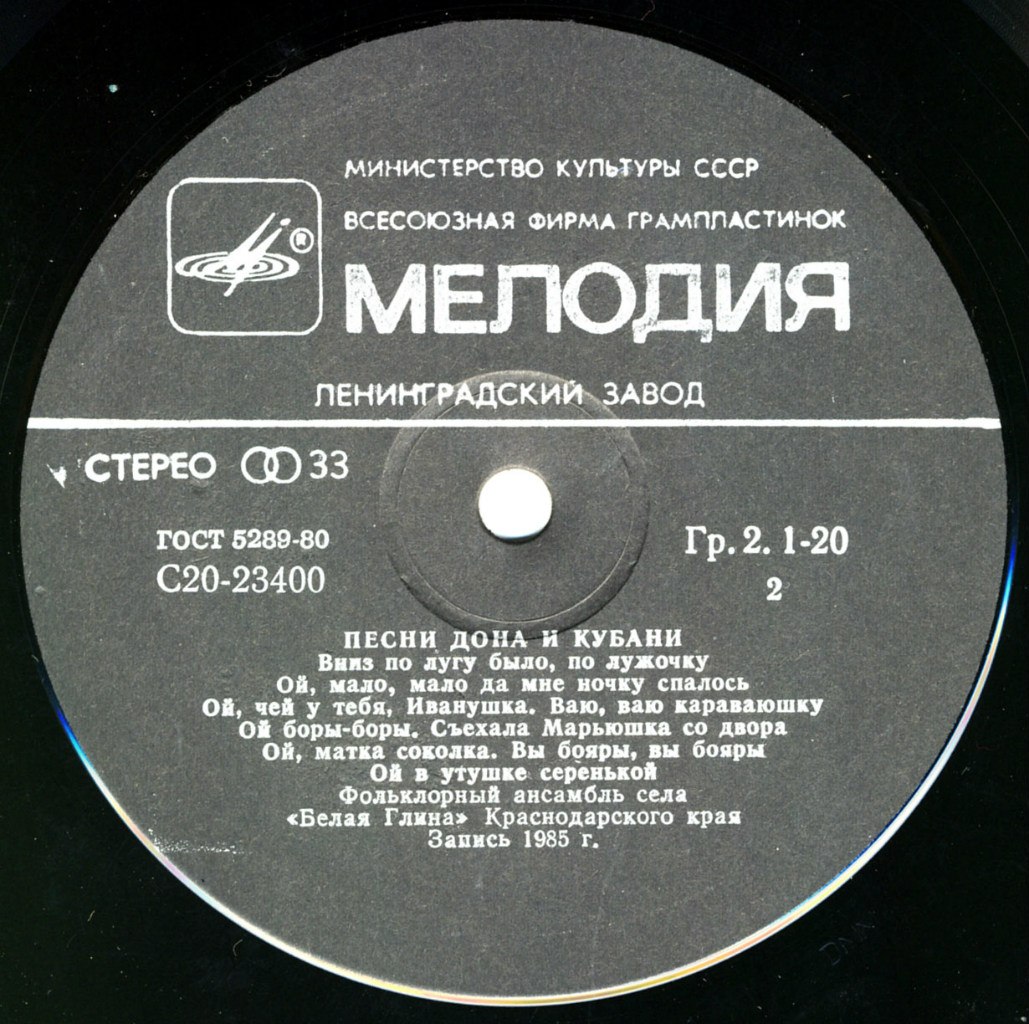 МИНИСТЕРСТВО КУЛЬТУРЫ СССР
ВСЕСОЮЗНАЯ ФИРМА ГРАМПЛАСТИНОК
®
МЕЛОДИЯ
ЛЕНИНГРАДСКИЙ ЗАВОД
СТЕРЕО 33
ГОСТ 5289-80
С20-23400
Гр. 2. 1-20
2
ПЕСНИ ДОНА И КУБАНИ
Вниз по лугу было, по лужочку
Ой, мало, мало да мне ночку спалось
Ой, чей у тебя, Иванушка. Ваю, ваю караваюшку
Ой боры-боры. Съехала Марьюшка со двора
Ой, матка соколка. Вы бояры, вы бояры
Ой в утушке серенькой
Фольклорный ансамбль села
«Белая Глина» Краснодарского края
Запись 1985 г.